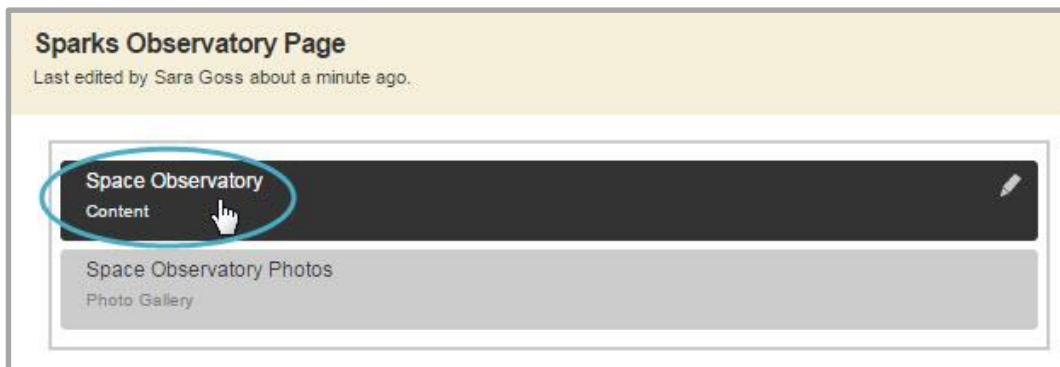 Sparks Observatory Page
Last edited by Sara Goss about a minute ago.
Space Observatory
Content
Space Observatory Photos
Photo Gallery